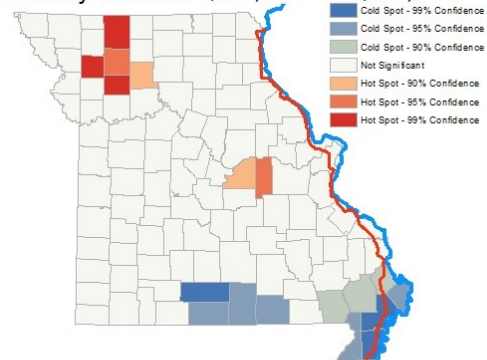 Cold Spot - 99% Confidence
Cold Spot - 95% Confidence
Cold Spot - 90% Confidence
Not Significant
Hot Spot - 90% Confidence
Hot Spot - 95% Confidence
Hot Spot - 99% Confidence